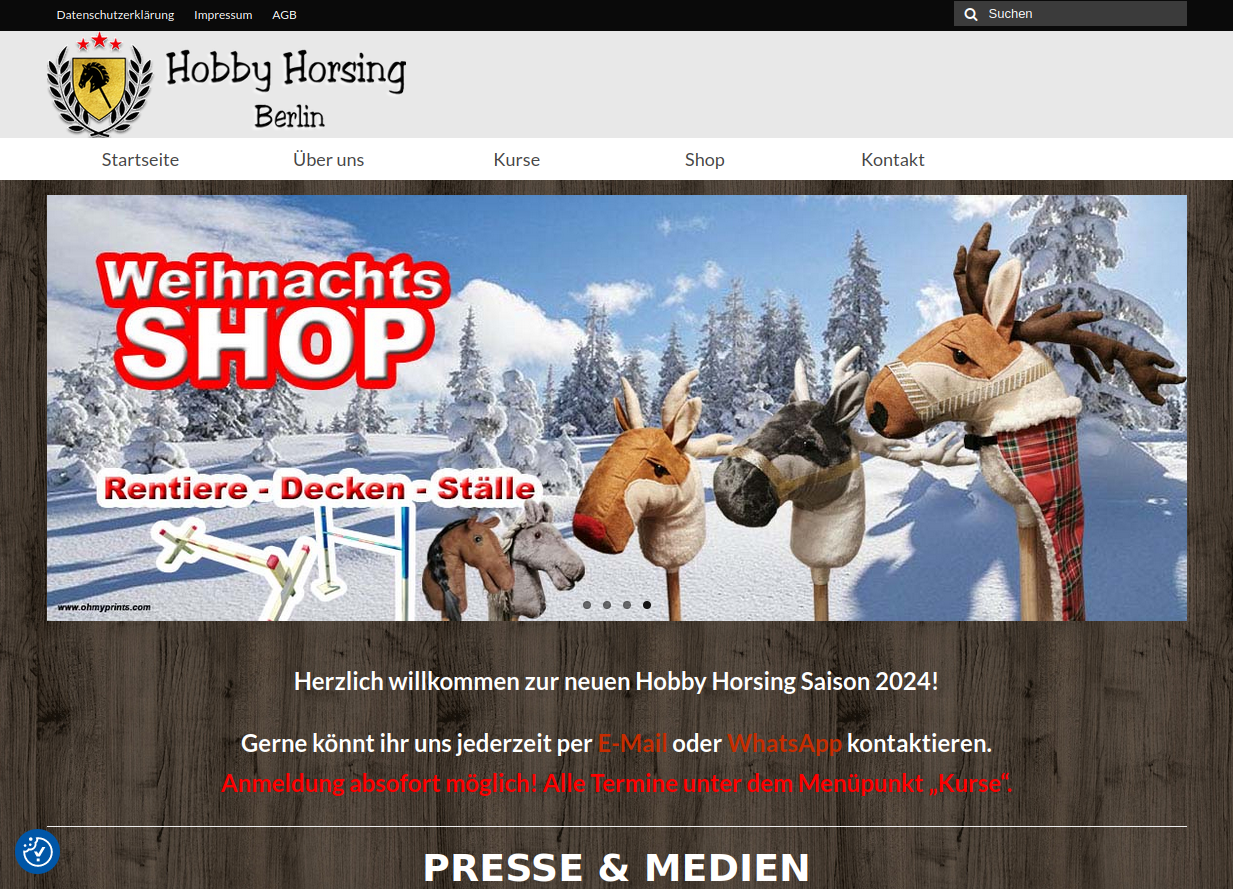 Datenschutzerklärung Impressum AGB Suchen
Hobby Horsing
Berlin
Startseite Über uns Kurse Shop Kontakt
Weihnachts
SHOP
Rentiere - Decken - Ställe
www.ohmyprints.com
Herzlich willkommen zur neuen Hobby Horsing Saison 2024!
Gerne könnt ihr uns jederzeit per E-Mail oder WhatsApp kontaktieren.
Anmeldung absofort möglich! Alle Termine unter dem Menüpunkt „Kurse“.
PRESSE & MEDIEN